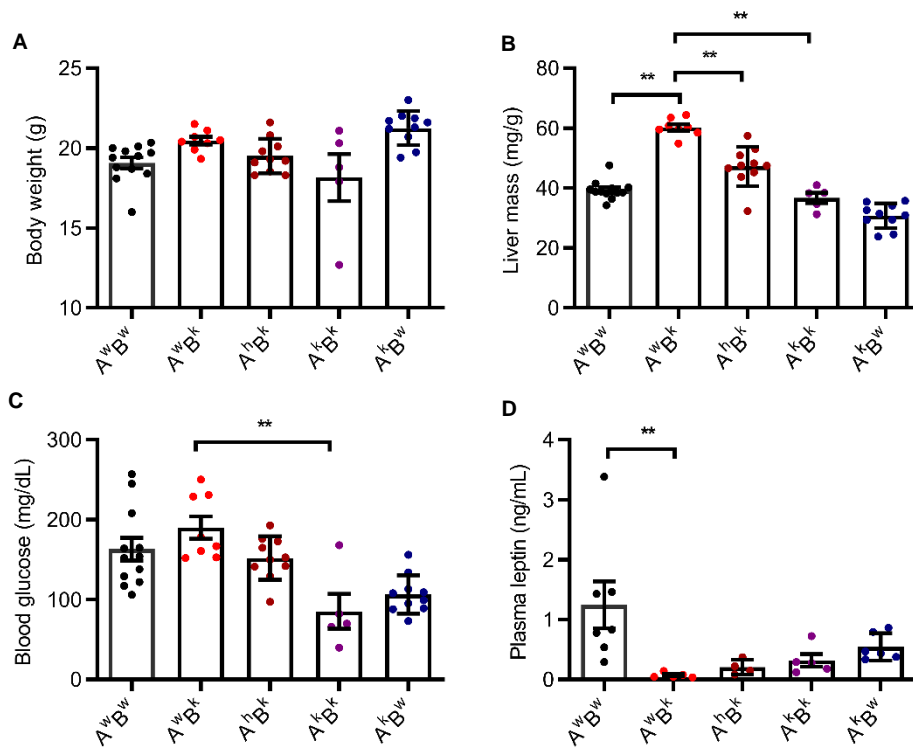 A
Body weight (g)
25
20
15
10
AʷBʷ
AʷBᵏ
AʰBᵏ
AᵏBᵏ
AᵏBʷ
B
Liver mass (mg/g)
80
60
40
20
0
**
**
**
AʷBʷ
AʷBᵏ
AʰBᵏ
AᵏBᵏ
AᵏBʷ
C
Blood glucose (mg/dL)
300
200
100
0
**
AʷBʷ
AʷBᵏ
AʰBᵏ
AᵏBᵏ
AᵏBʷ
D
Plasma leptin (ng/mL)
4
3
2
1
0
**
AʷBʷ
AʷBᵏ
AʰBᵏ
AᵏBᵏ
AᵏBʷ